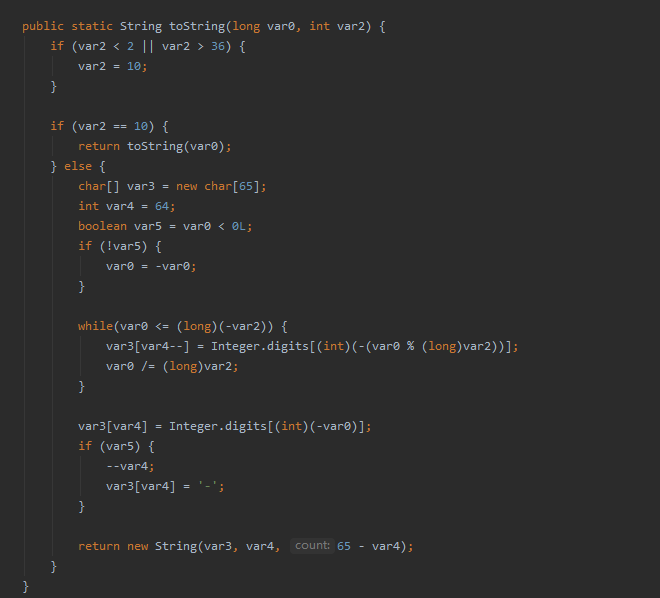 public static String toString(long var0, int var2) {
if (var2 < 2 || var2 > 36) {
var2 = 10;
}
if (var2 == 10) {
return toString(var0);
} else {
char[] var3 = new char[65];
int var4 = 64;
boolean var5 = var0 < 0L;
if (!var5) {
var0 = -var0;
}
while(var0 <= (long)(-var2)) {
var3[var4--] = Integer.digits[(int)(-(var0 % (long)var2))];
var0 /= (long)var2;
}
var3[var4] = Integer.digits[(int)(-var0)];
if (var5) {
--var4;
var3[var4] = '-';
}
return new String(var3, var4, count: 65 - var4);
}
}